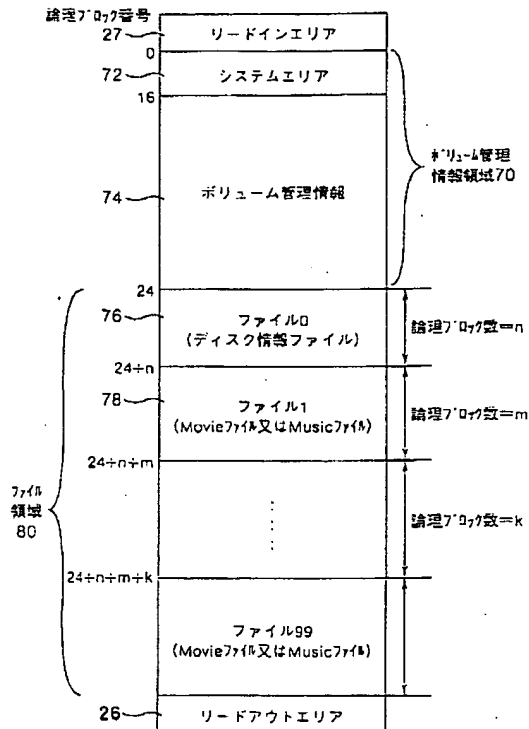 論理ブロック番号
27 リードインエリア
0
72 システムエリア
16
74 ボリューム管理情報
ボリューム管理
情報領域70
24
76 ファイル0
(ディスク情報ファイル)
論理ブロック数=n
24+n
78 ファイル1
(Movieファイル又はMusicファイル)
論理ブロック数=m
24+n+m
ファイル
領域
80
論理ブロック数=k
24+n+m+k
ファイル99
(Movieファイル又はMusicファイル)
26 リードアウトエリア